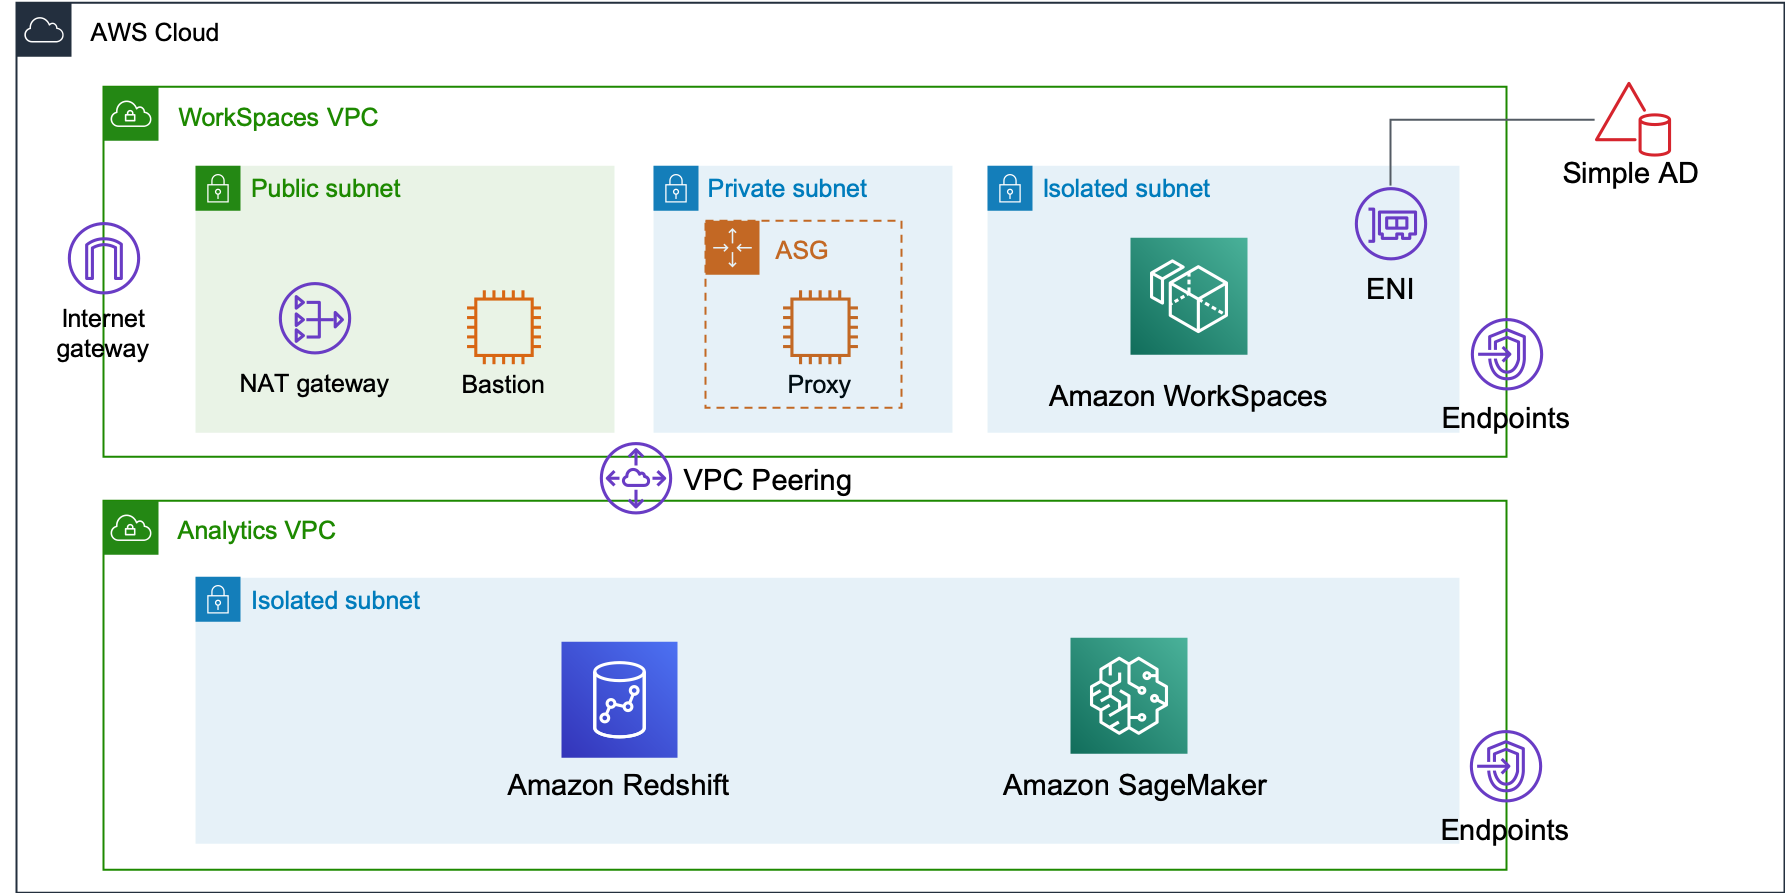 AWS Cloud
WorkSpaces VPC
Simple AD
Public subnet
Private subnet
Isolated subnet
ASG
ENI
Internet
gateway
NAT gateway
Bastion
Proxy
Amazon WorkSpaces
Endpoints
VPC Peering
Analytics VPC
Isolated subnet
Amazon Redshift
Amazon SageMaker
Endpoints